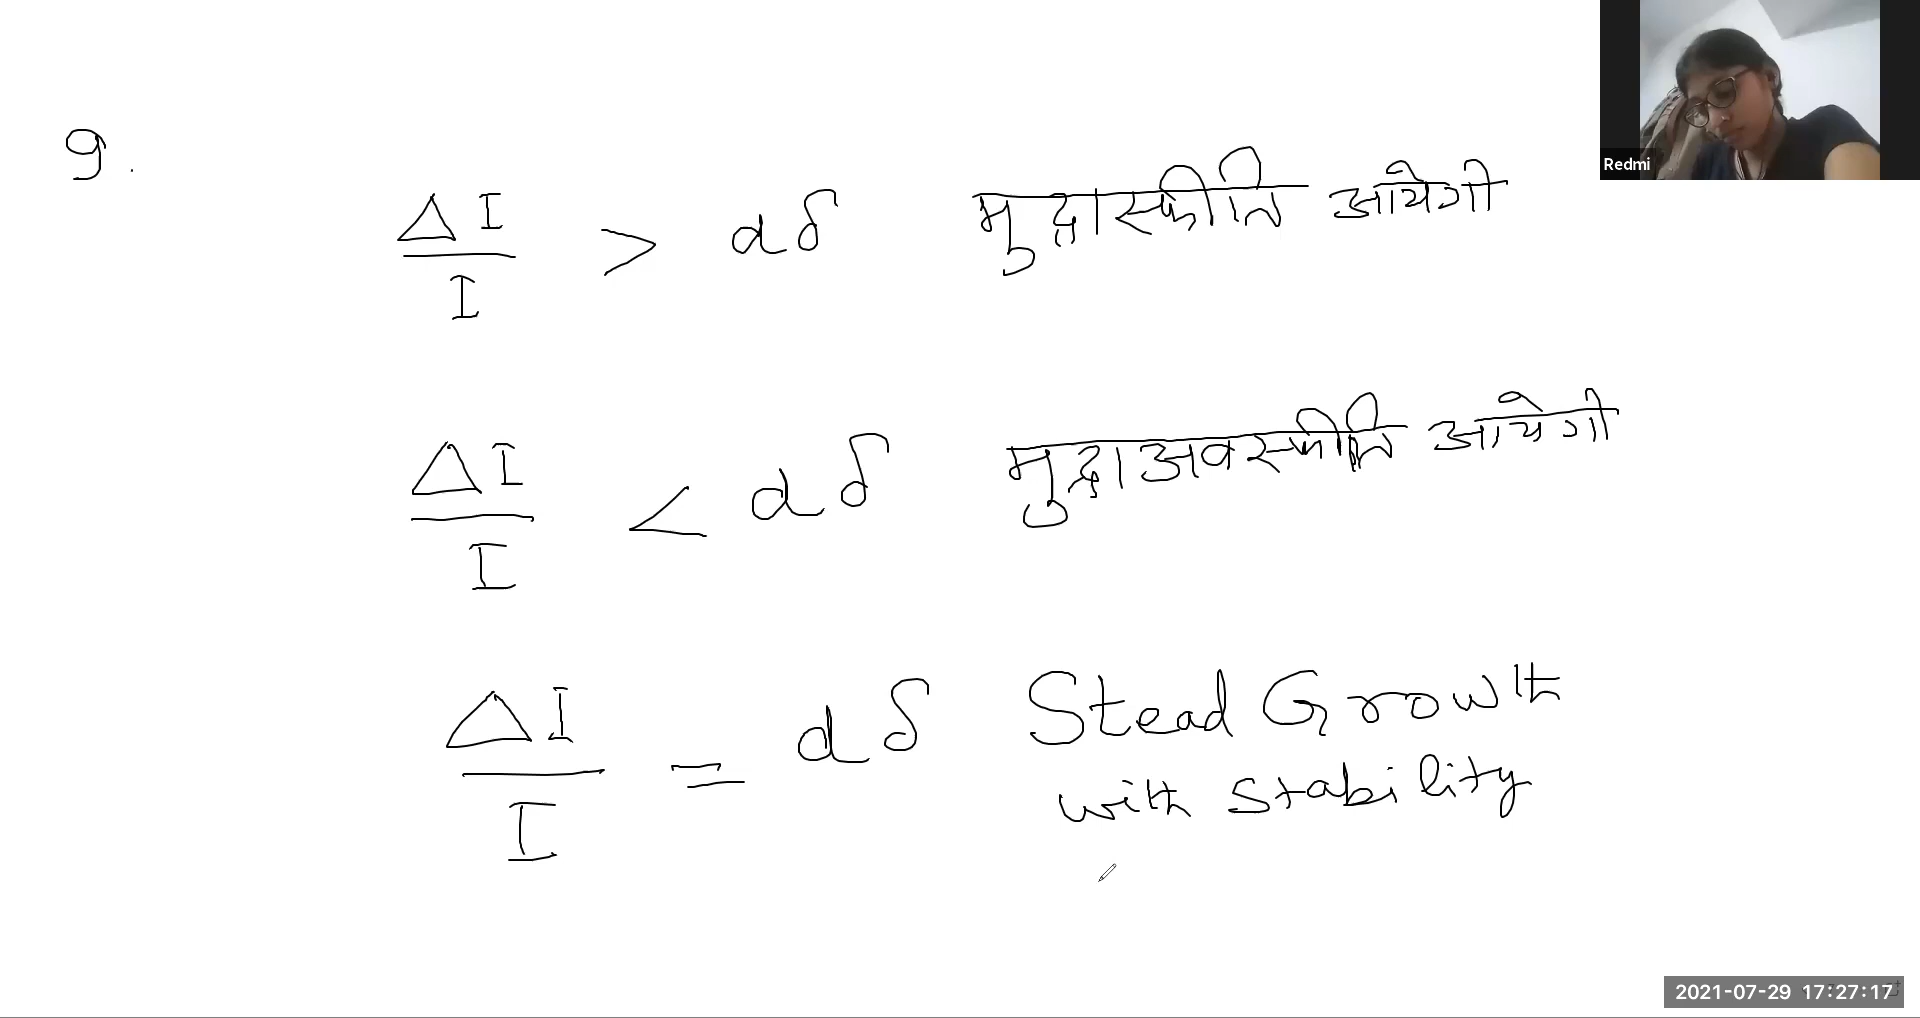 9.
ΔI/I > αδ मुद्रास्फीति आयेगी
Redmi
ΔI/I < αδ मुद्राअवस्फीति आयेगी
ΔI/I = αδ Stead Growth
with stability
2021-07-29 17:27:17